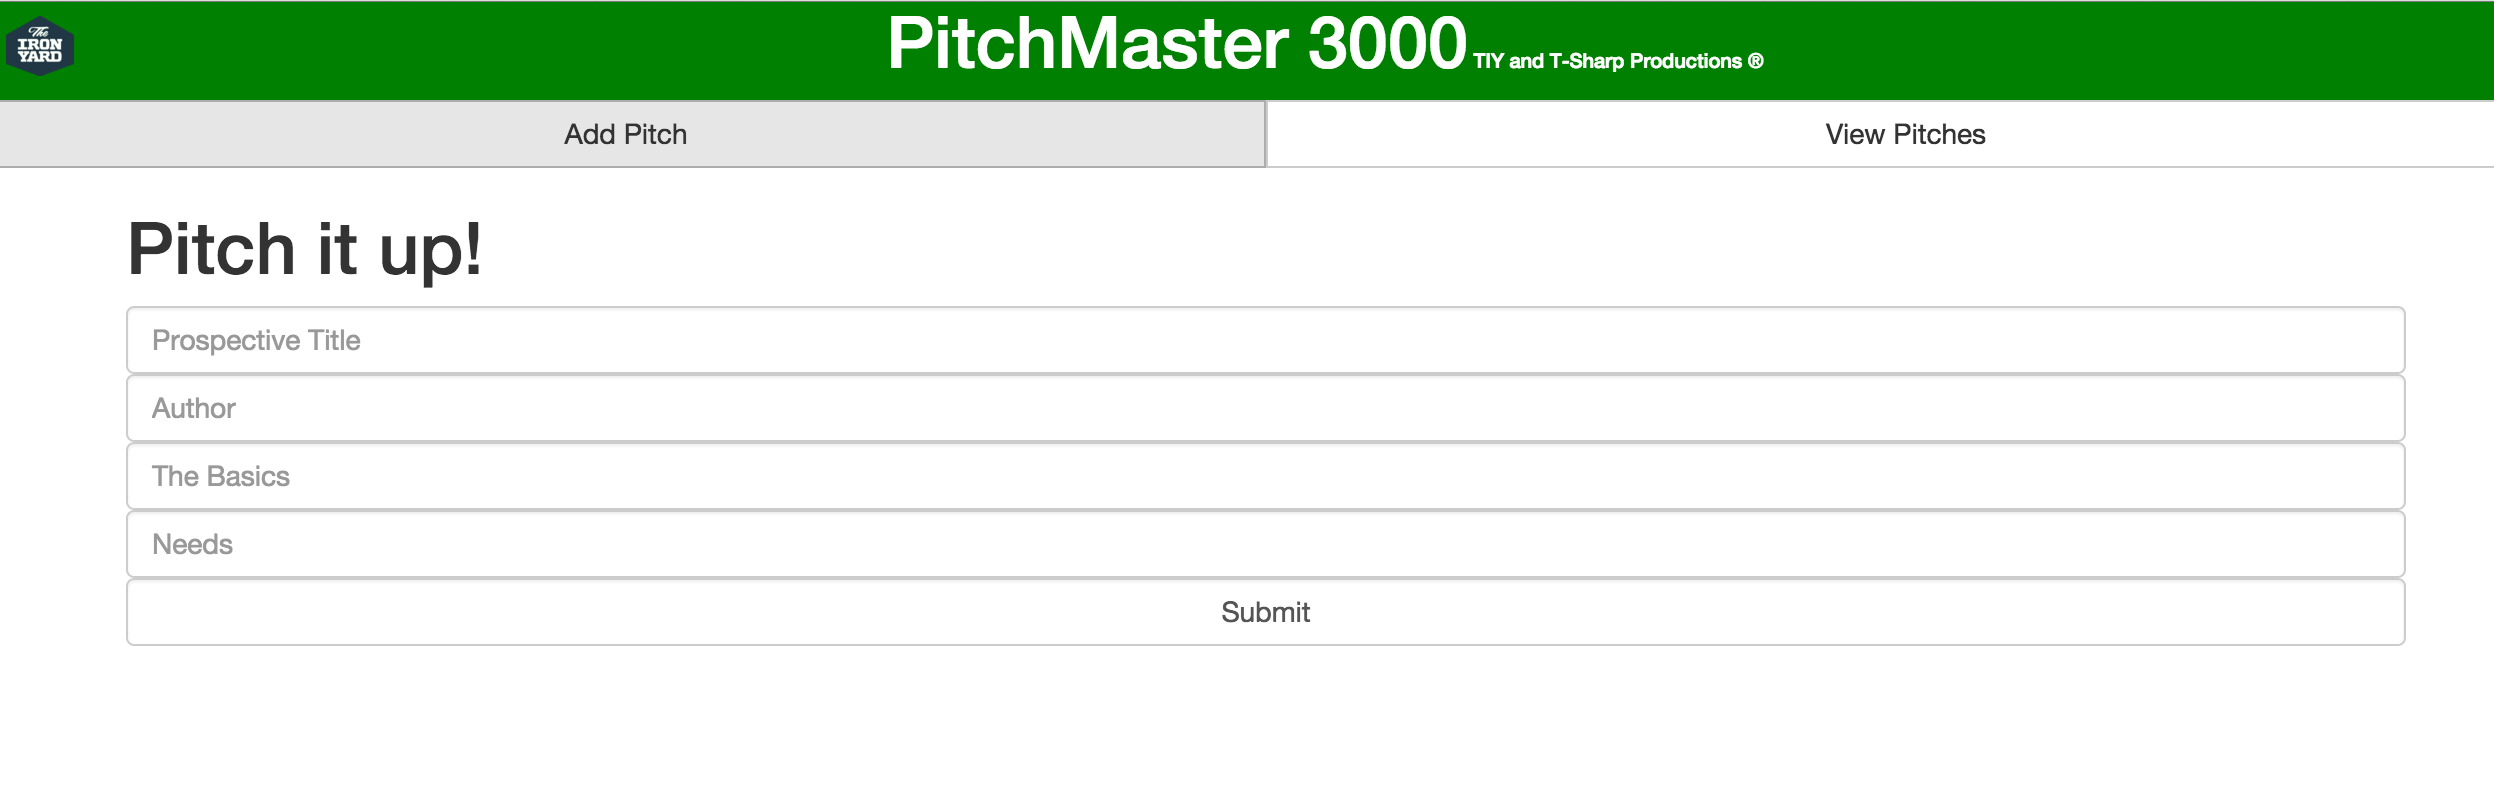 The
IRON
YARD
PitchMaster 3000 TIY and T-Sharp Productions ®
Add Pitch
View Pitches
Pitch it up!
Prospective Title
Author
The Basics
Needs
Submit